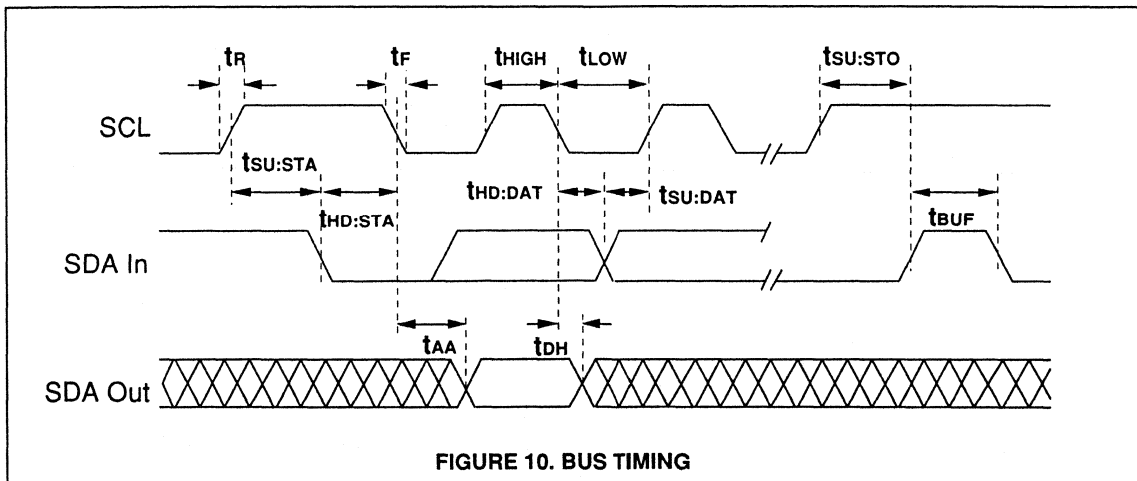 tR tF tHIGH tLOW tSU:STO
SCL
tSU:STA
tHD:STA
tHD:DAT tSU:DAT
tBUF
SDA In
tAA tDH
SDA Out
FIGURE 10. BUS TIMING